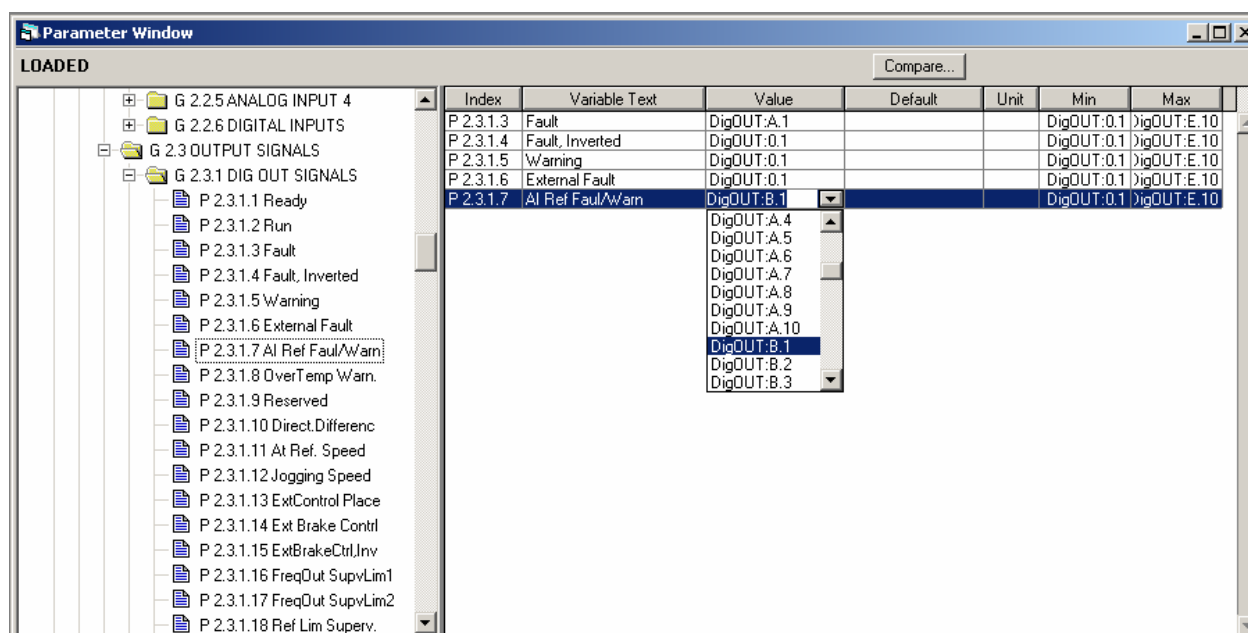 Parameter Window
LOADED
Compare...
G 2.2.5 ANALOG INPUT 4
G 2.2.6 DIGITAL INPUTS
G 2.3 OUTPUT SIGNALS
G 2.3.1 DIG OUT SIGNALS
P 2.3.1.1 Ready
P 2.3.1.2 Run
P 2.3.1.3 Fault
P 2.3.1.4 Fault, Inverted
P 2.3.1.5 Warning
P 2.3.1.6 External Fault
P 2.3.1.7 AI Ref Faul/Warn
P 2.3.1.8 OverTemp Warn.
P 2.3.1.9 Reserved
P 2.3.1.10 Direct.Differenc
P 2.3.1.11 At Ref. Speed
P 2.3.1.12 Jogging Speed
P 2.3.1.13 ExtControl Place
P 2.3.1.14 Ext Brake Contrl
P 2.3.1.15 ExtBrakeCtrl,Inv
P 2.3.1.16 FreqOut SupvLim1
P 2.3.1.17 FreqOut SupvLim2
P 2.3.1.18 Ref Lim Superv.
Index Variable Text Value Default Unit Min Max
P 2.3.1.3 Fault DigOUT:A.1 DigOUT:0.1 DigOUT:E.10
P 2.3.1.4 Fault, Inverted DigOUT:0.1 DigOUT:0.1 DigOUT:E.10
P 2.3.1.5 Warning DigOUT:0.1 DigOUT:0.1 DigOUT:E.10
P 2.3.1.6 External Fault DigOUT:0.1 DigOUT:0.1 DigOUT:E.10
P 2.3.1.7 AI Ref Faul/Warn DigOUT:B.1 DigOUT:0.1 DigOUT:E.10
DigOUT:A.4
DigOUT:A.5
DigOUT:A.6
DigOUT:A.7
DigOUT:A.8
DigOUT:A.9
DigOUT:A.10
DigOUT:B.1
DigOUT:B.2
DigOUT:B.3